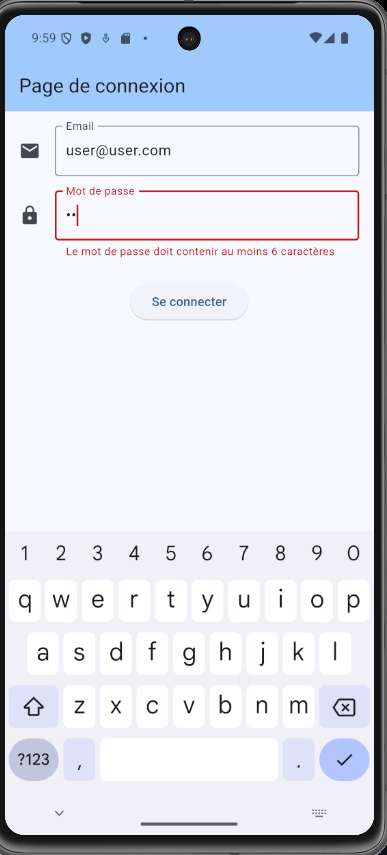 9:59
Page de connexion
Email
user@user.com
Mot de passe
••
Le mot de passe doit contenir au moins 6 caractères
Se connecter
1 2 3 4 5 6 7 8 9 0
q w e r t y u i o p
a s d f g h j k l
z x c v b n m
?123 , .